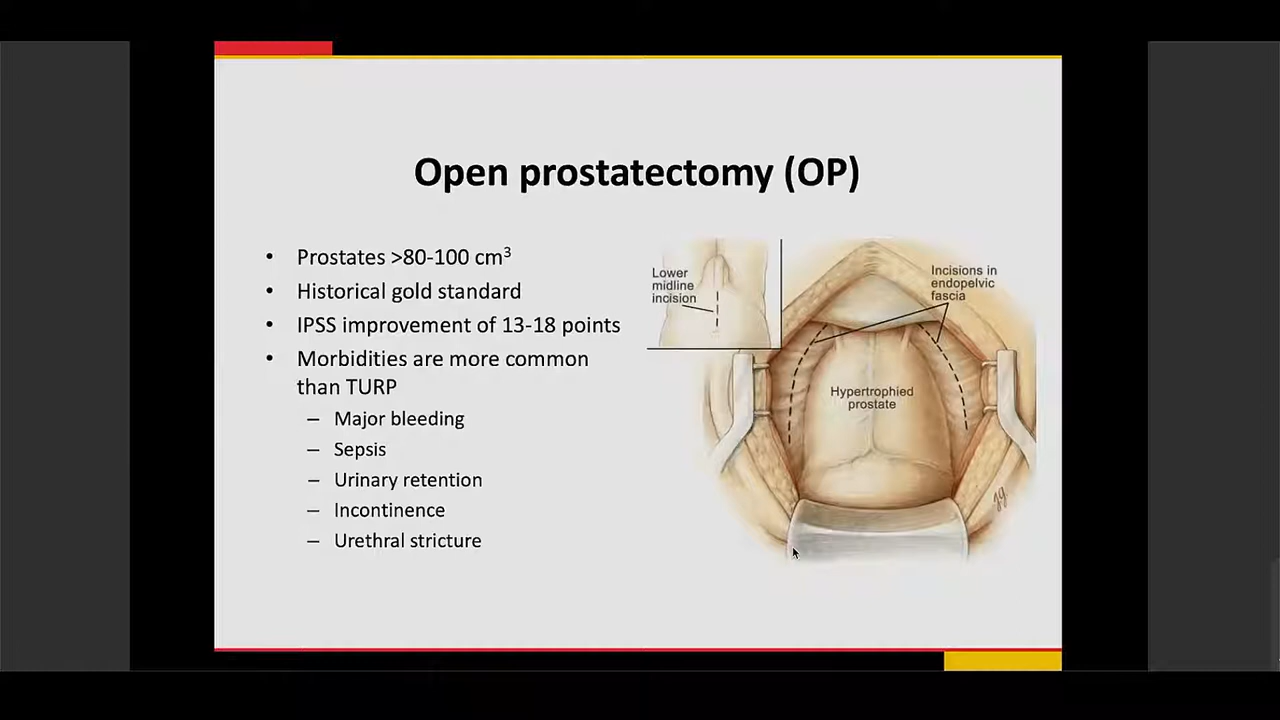 Open prostatectomy (OP)
• Prostates >80-100 cm³
• Historical gold standard
• IPSS improvement of 13-18 points
• Morbidities are more common
than TURP
– Major bleeding
– Sepsis
– Urinary retention
– Incontinence
– Urethral stricture
Lower
midline
incision
Incisions in
endopelvic
fascia
Hypertrophied
prostate